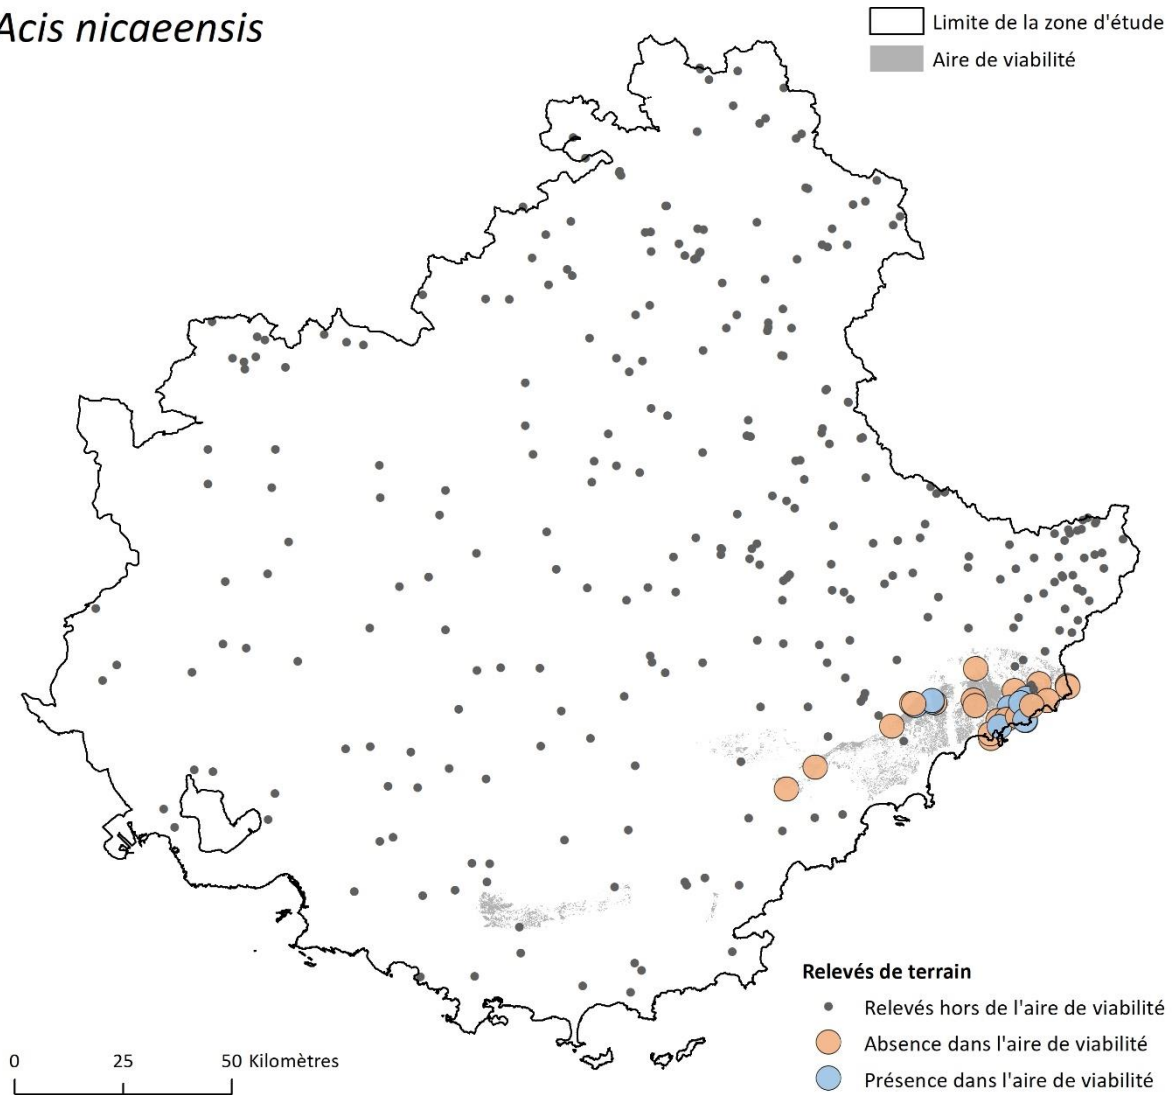 Acis nicaeensis
Limite de la zone d'étude
Aire de viabilité
Relevés de terrain
Relevés hors de l'aire de viabilité
Absence dans l'aire de viabilité
Présence dans l'aire de viabilité
0 25 50 Kilomètres